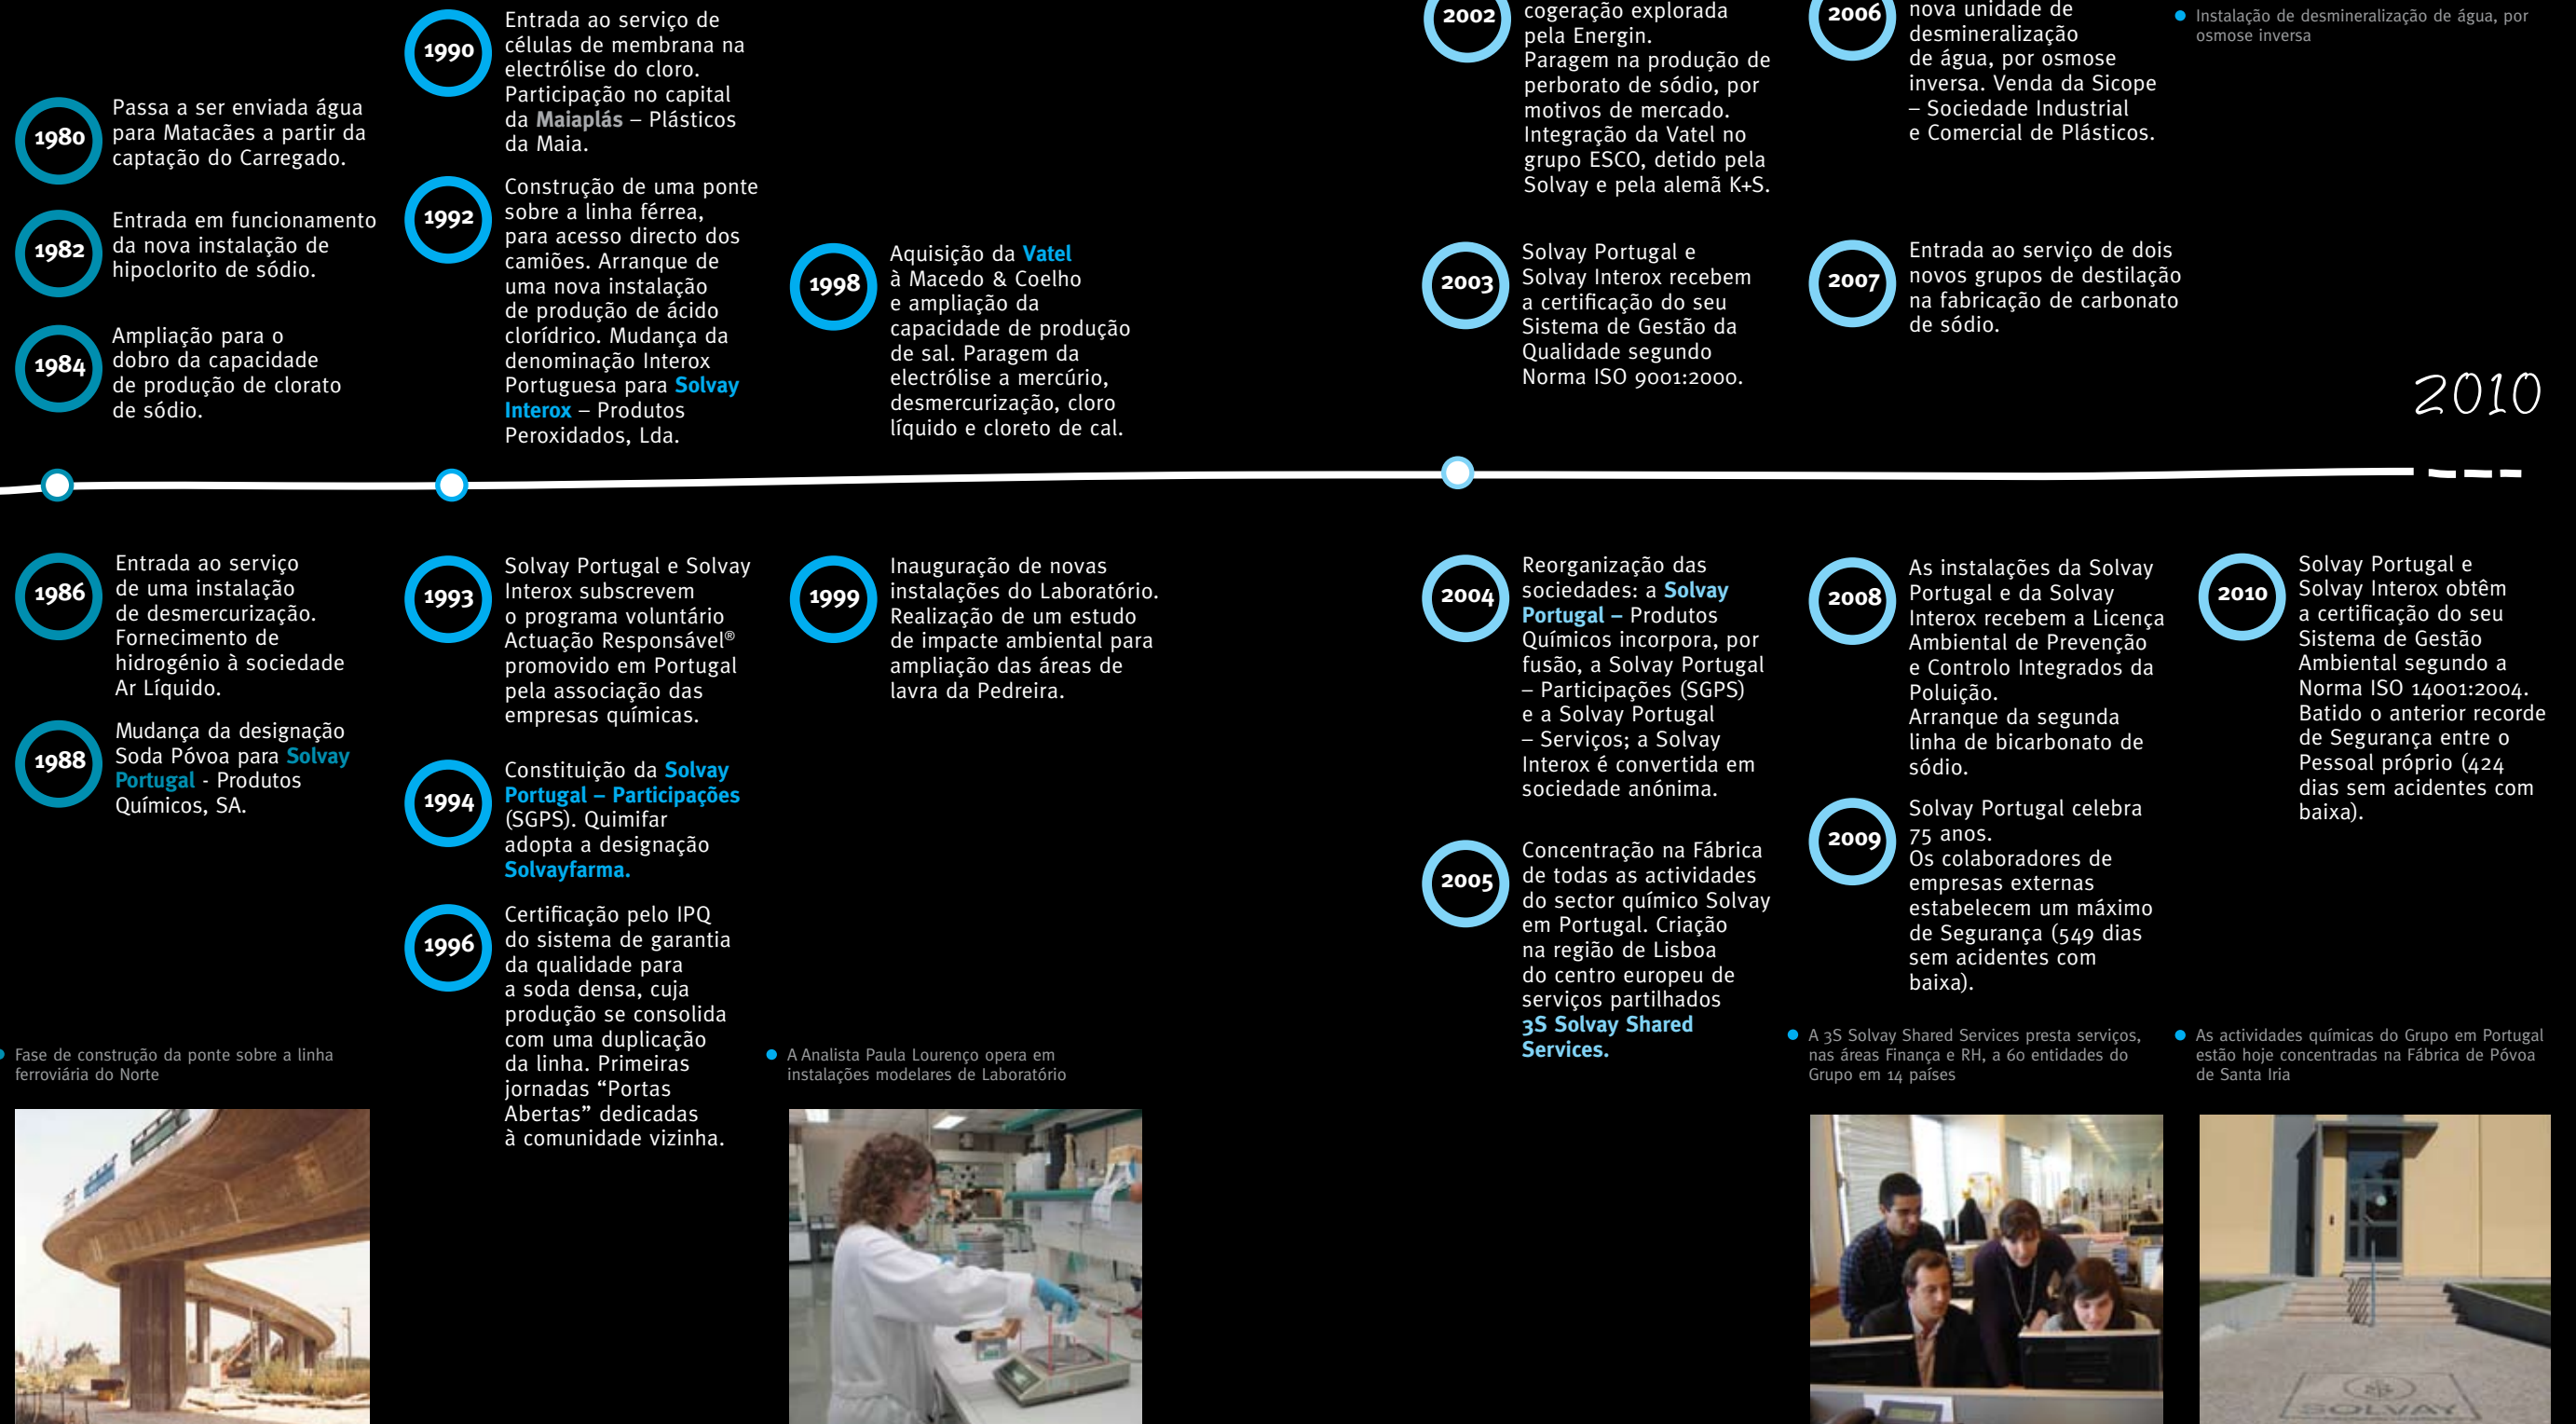 1980
Passa a ser enviada água
para Matacães a partir da
captação do Carregado.
1982
Entrada em funcionamento
da nova instalação de
hipoclorito de sódio.
1984
Ampliação para o
dobro da capacidade
de produção de clorato
de sódio.
1990
Entrada ao serviço de
células de membrana na
electrólise do cloro.
Participação no capital
da Maiaplás – Plásticos
da Maia.
1992
Construção de uma ponte
sobre a linha férrea,
para acesso directo dos
camiões. Arranque de
uma nova instalação
de produção de ácido
clorídrico. Mudança da
denominação Interox
Portuguesa para Solvay
Interox – Produtos
Peroxidados, Lda.
1998
Aquisição da Vatel
à Macedo & Coelho
e ampliação da
capacidade de produção
de sal. Paragem da
electrólise a mercúrio,
desmercurização, cloro
líquido e cloreto de cal.
2002
cogeração explorada
pela Energin.
Paragem na produção de
perborato de sódio, por
motivos de mercado.
Integração da Vatel no
grupo ESCO, detido pela
Solvay e pela alemã K+S.
2003
Solvay Portugal e
Solvay Interox recebem
a certificação do seu
Sistema de Gestão da
Qualidade segundo
Norma ISO 9001:2000.
2006
nova unidade de
desmineralização
de água, por osmose
inversa. Venda da Sicope
– Sociedade Industrial
e Comercial de Plásticos.
2007
Entrada ao serviço de dois
novos grupos de destilação
na fabricação de carbonato
de sódio.
Instalação de desmineralização de água, por
osmose inversa
2010
1986
Entrada ao serviço
de uma instalação
de desmercurização.
Fornecimento de
hidrogénio à sociedade
Ar Líquido.
1988
Mudança da designação
Soda Póvoa para Solvay
Portugal - Produtos
Químicos, SA.
Fase de construção da ponte sobre a linha
ferroviária do Norte
1993
Solvay Portugal e Solvay
Interox subscrevem
o programa voluntário
Actuação Responsável®
promovido em Portugal
pela associação das
empresas químicas.
1994
Constituição da Solvay
Portugal – Participações
(SGPS). Quimifar
adopta a designação
Solvayfarma.
1996
Certificação pelo IPQ
do sistema de garantia
da qualidade para
a soda densa, cuja
produção se consolida
com uma duplicação
da linha. Primeiras
jornadas “Portas
Abertas” dedicadas
à comunidade vizinha.
1999
Inauguração de novas
instalações do Laboratório.
Realização de um estudo
de impacte ambiental para
ampliação das áreas de
lavra da Pedreira.
A Analista Paula Lourenço opera em
instalações modelares de Laboratório
2004
Reorganização das
sociedades: a Solvay
Portugal – Produtos
Químicos incorpora, por
fusão, a Solvay Portugal
– Participações (SGPS)
e a Solvay Portugal
– Serviços; a Solvay
Interox é convertida em
sociedade anónima.
2005
Concentração na Fábrica
de todas as actividades
do sector químico Solvay
em Portugal. Criação
na região de Lisboa
do centro europeu de
serviços partilhados
3S Solvay Shared
Services.
2008
As instalações da Solvay
Portugal e da Solvay
Interox recebem a Licença
Ambiental de Prevenção
e Controlo Integrados da
Poluição.
Arranque da segunda
linha de bicarbonato de
sódio.
2009
Solvay Portugal celebra
75 anos.
Os colaboradores de
empresas externas
estabelecem um máximo
de Segurança (549 dias
sem acidentes com
baixa).
A 3S Solvay Shared Services presta serviços,
nas áreas Finança e RH, a 60 entidades do
Grupo em 14 países
2010
Solvay Portugal e
Solvay Interox obtêm
a certificação do seu
Sistema de Gestão
Ambiental segundo a
Norma ISO 14001:2004.
Batido o anterior recorde
de Segurança entre o
Pessoal próprio (424
dias sem acidentes com
baixa).
As actividades químicas do Grupo em Portugal
estão hoje concentradas na Fábrica de Póvoa
de Santa Iria
SOLVAY